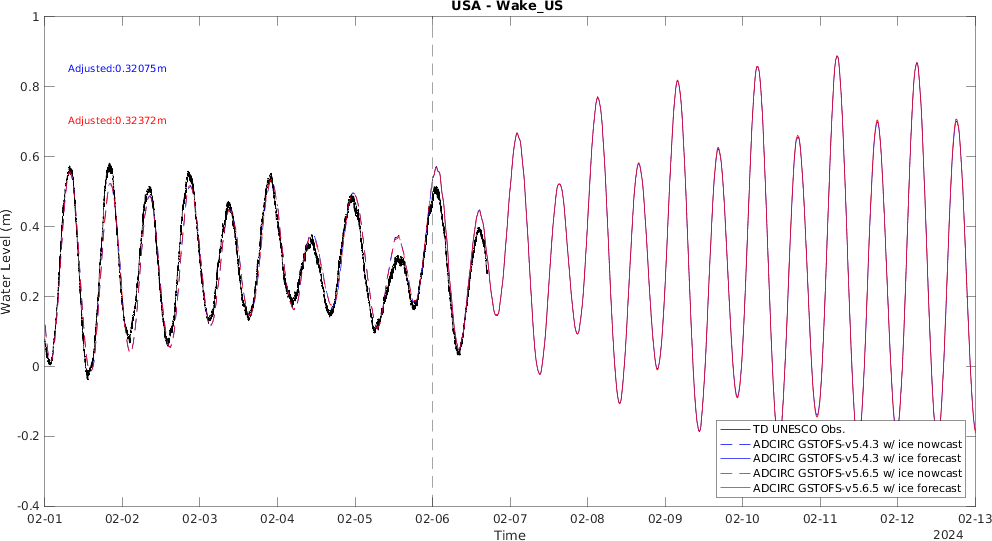 USA - Wake_US
1
Adjusted:0.32075m
0.8
Adjusted:0.32372m
0.6
0.4
Water Level (m)
0.2
0
-0.2
TD UNESCO Obs.
ADCIRC GSTOFS-v5.4.3 w/ ice nowcast
ADCIRC GSTOFS-v5.4.3 w/ ice forecast
ADCIRC GSTOFS-v5.6.5 w/ ice nowcast
ADCIRC GSTOFS-v5.6.5 w/ ice forecast
-0.4
02-01 02-02 02-03 02-04 02-05 02-06 02-07 02-08 02-09 02-10 02-11 02-12 02-13
Time
2024